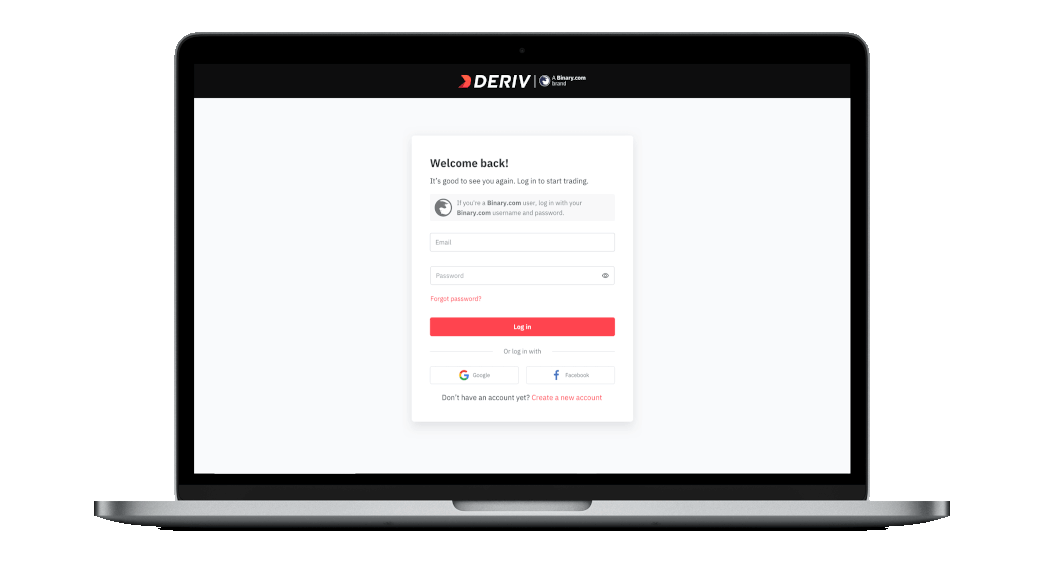 DERIV | A Binary.com
brand
Welcome back!
It's good to see you again. Log in to start trading.
If you're a Binary.com user, log in with your
Binary.com username and password.
Email
Password
Forgot password?
Log in
Or log in with
Google
Facebook
Don't have an account yet? Create a new account